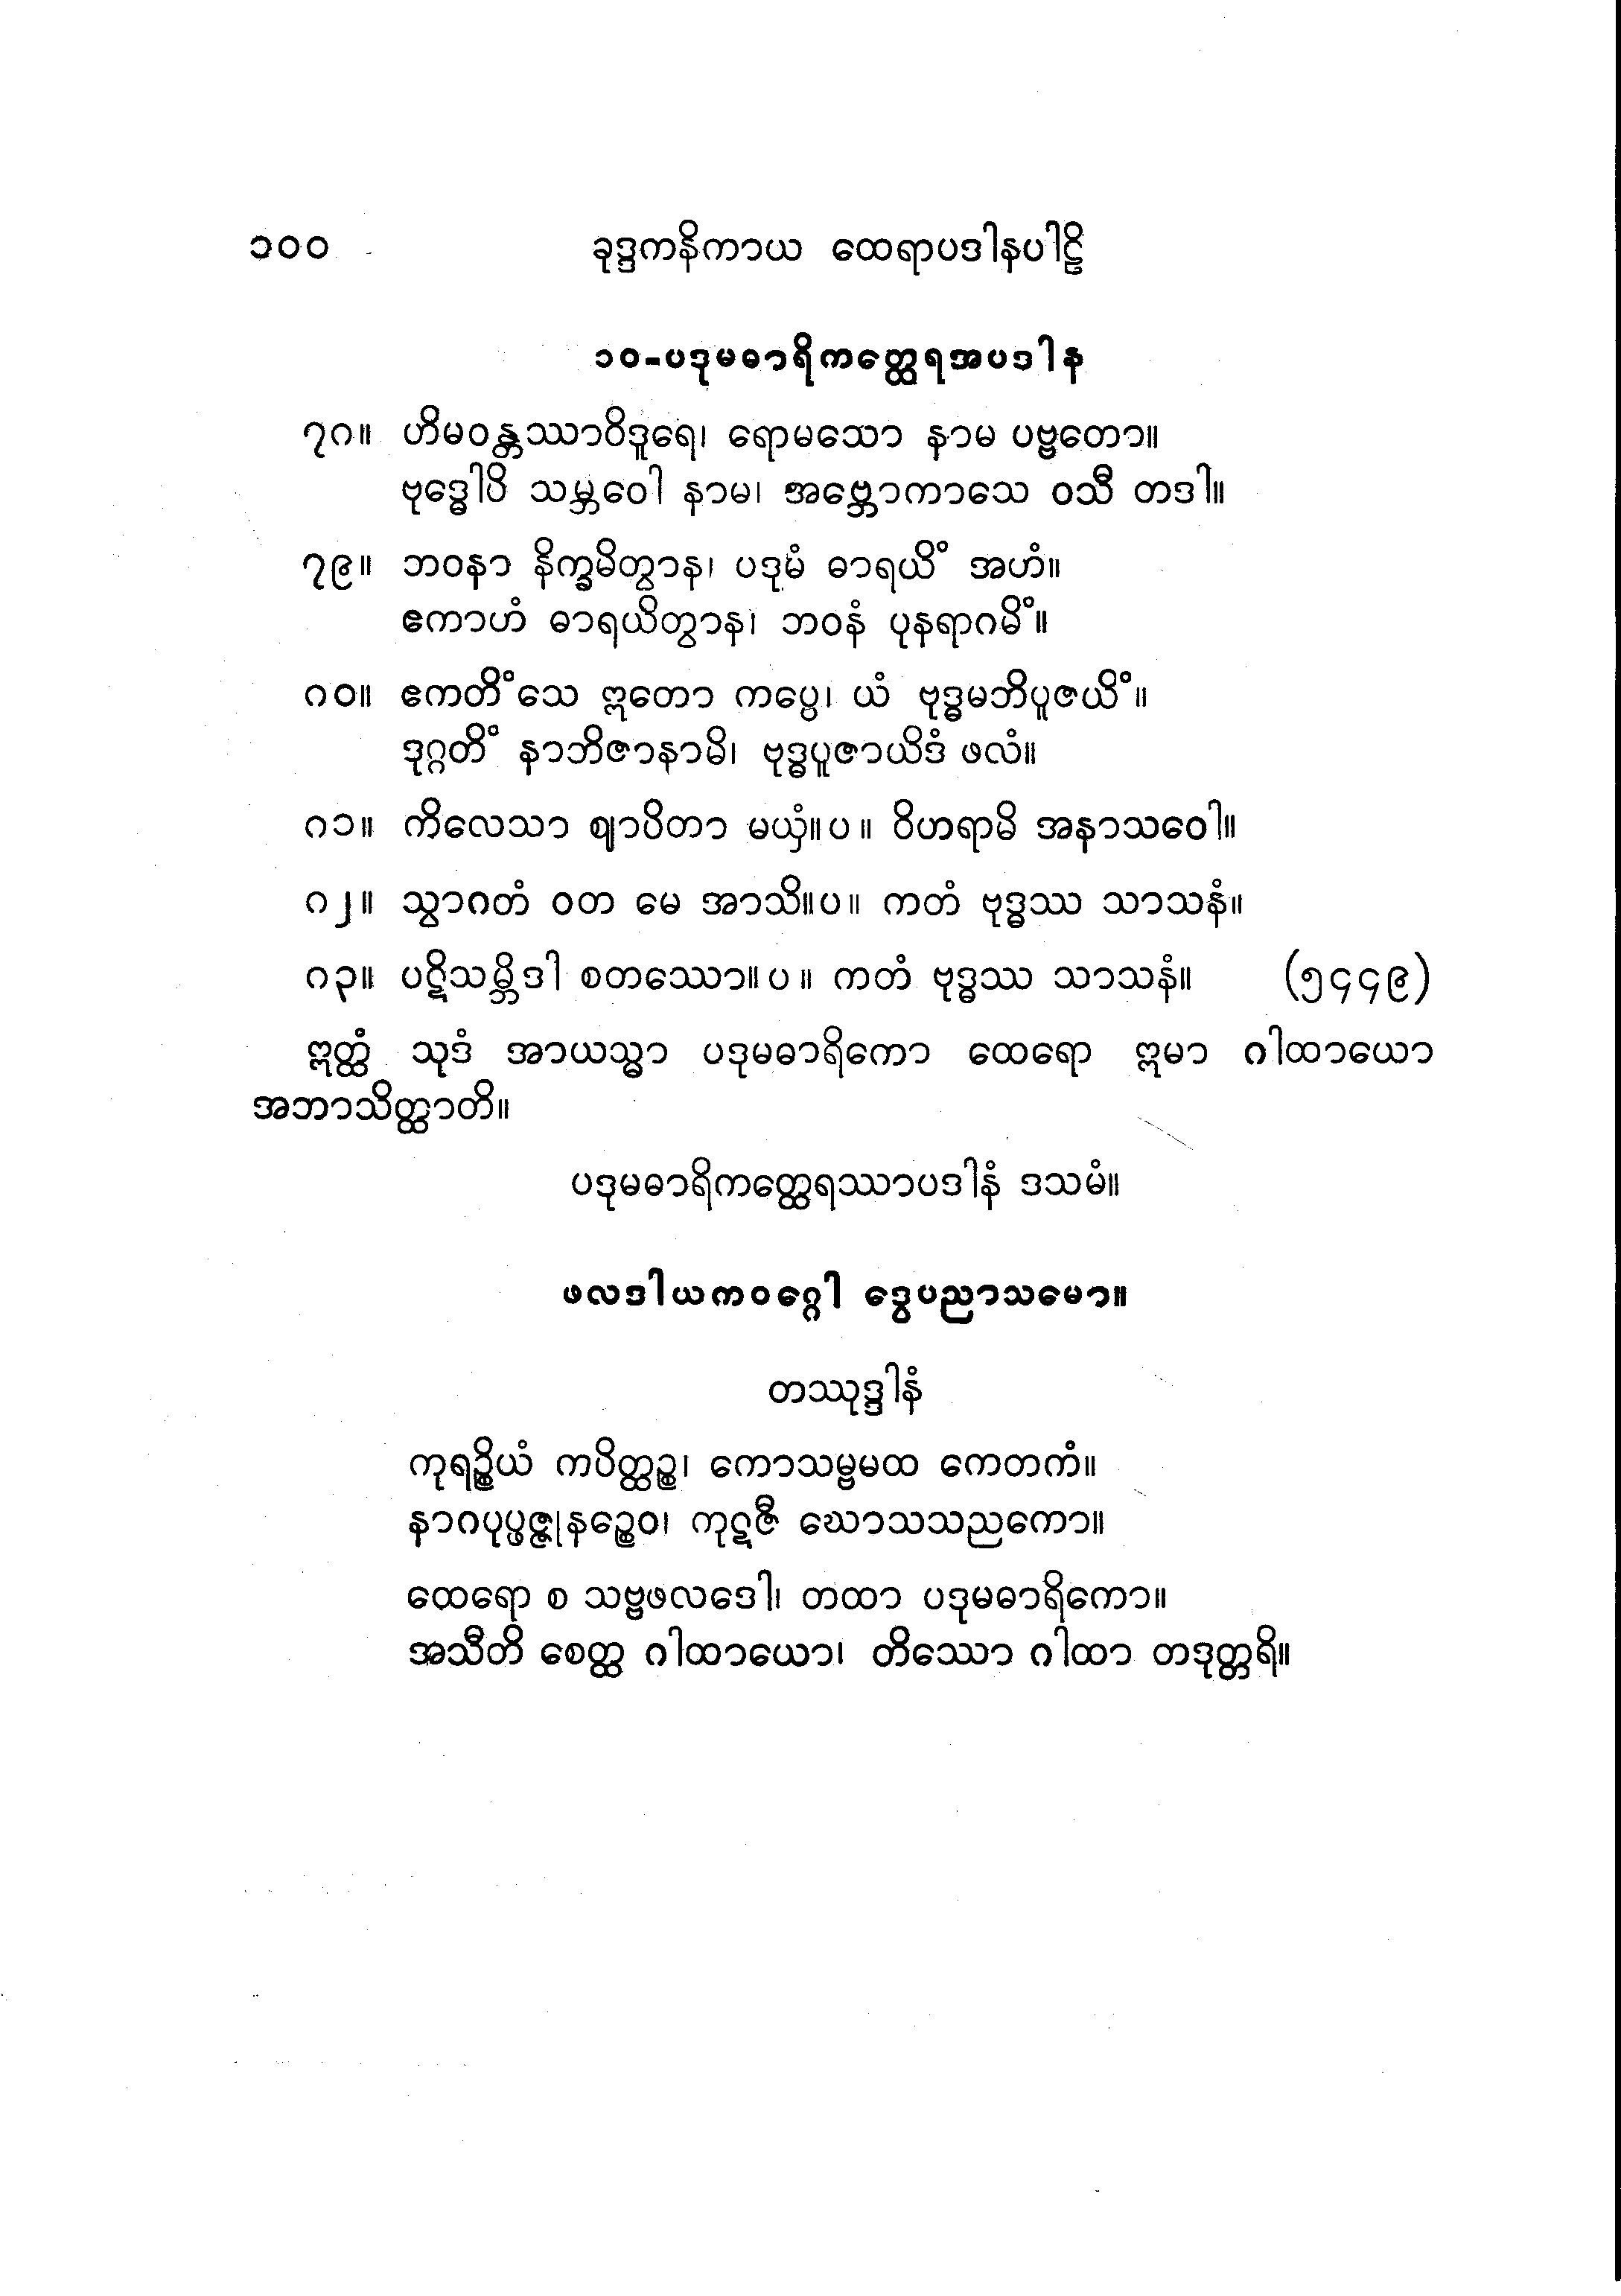 ၁၀၀ ခုဒ္ဒကနိကာယ ထေရာပဒါနပါဠိ
၁၀-ပဒုမဓာရိကတ္ထေရအပဒါန
၇၈။ ဟိမဝန္တဿာဝိဒူရေ၊ ရောမသော နာမ ပဗ္ဗတော။
ဗုဒ္ဓေါပိ သမ္ဘဝေါ နာမ၊ အဗ္ဘောကာသေ ဝသီ တဒါ။
၇၉။ ဘဝနာ နိက္ခမိတွာန၊ ပဒုမံ ဓာရယိံ အဟံ။
ဧကာဟံ ဓာရယိတွာန၊ ဘဝနံ ပုနရာဂမိံ။
၈၀။ ဧကတိံသေ ဣတော ကပ္ပေ၊ ယံ ဗုဒ္ဓမဘိပူဇယိံ။
ဒုဂ္ဂတိံ နာဘိဇာနာမိ၊ ဗုဒ္ဓပူဇာယိဒံ ဖလံ။
၈၁။ ကိလေသာ ဈာပိတာ မယှံ။ပ။ ဝိဟရာမိ အနာသဝေါ။
၈၂။ သွာဂတံ ဝတ မေ အာသိ။ပ။ ကတံ ဗုဒ္ဓဿ သာသနံ။
၈၃။ ပဋိသမ္ဘိဒါ စတဿော။ပ။ ကတံ ဗုဒ္ဓဿ သာသနံ။ (၅၄၄၉)
ဣတ္ထံ သုဒံ အာယသ္မာ ပဒုမဓာရိကော ထေရော ဣမာ ဂါထာယော
အဘာသိတ္ထာတိ။
ပဒုမဓာရိကတ္ထေရဿာပဒါနံ ဒသမံ။
ဖလဒါယကဝဂ္ဂေါ ဒွေပညာသမော။
တဿုဒ္ဒါနံ
ကုရဉ္ဇိယံ ကပိတ္ထဉ္စ၊ ကောသမ္ဗမထ ကေတကံ။
နာဂပုပ္ဖဇ္ဇုနဉ္စေဝ၊ ကုဋဇီ ဃောသသညကော။
ထေရော စ သဗ္ဗဖလဒေါ၊ တထာ ပဒုမဓာရိကော။
အသီတိ စေတ္ထ ဂါထာယော၊ တိဿော ဂါထာ တဒုတ္တရိ။